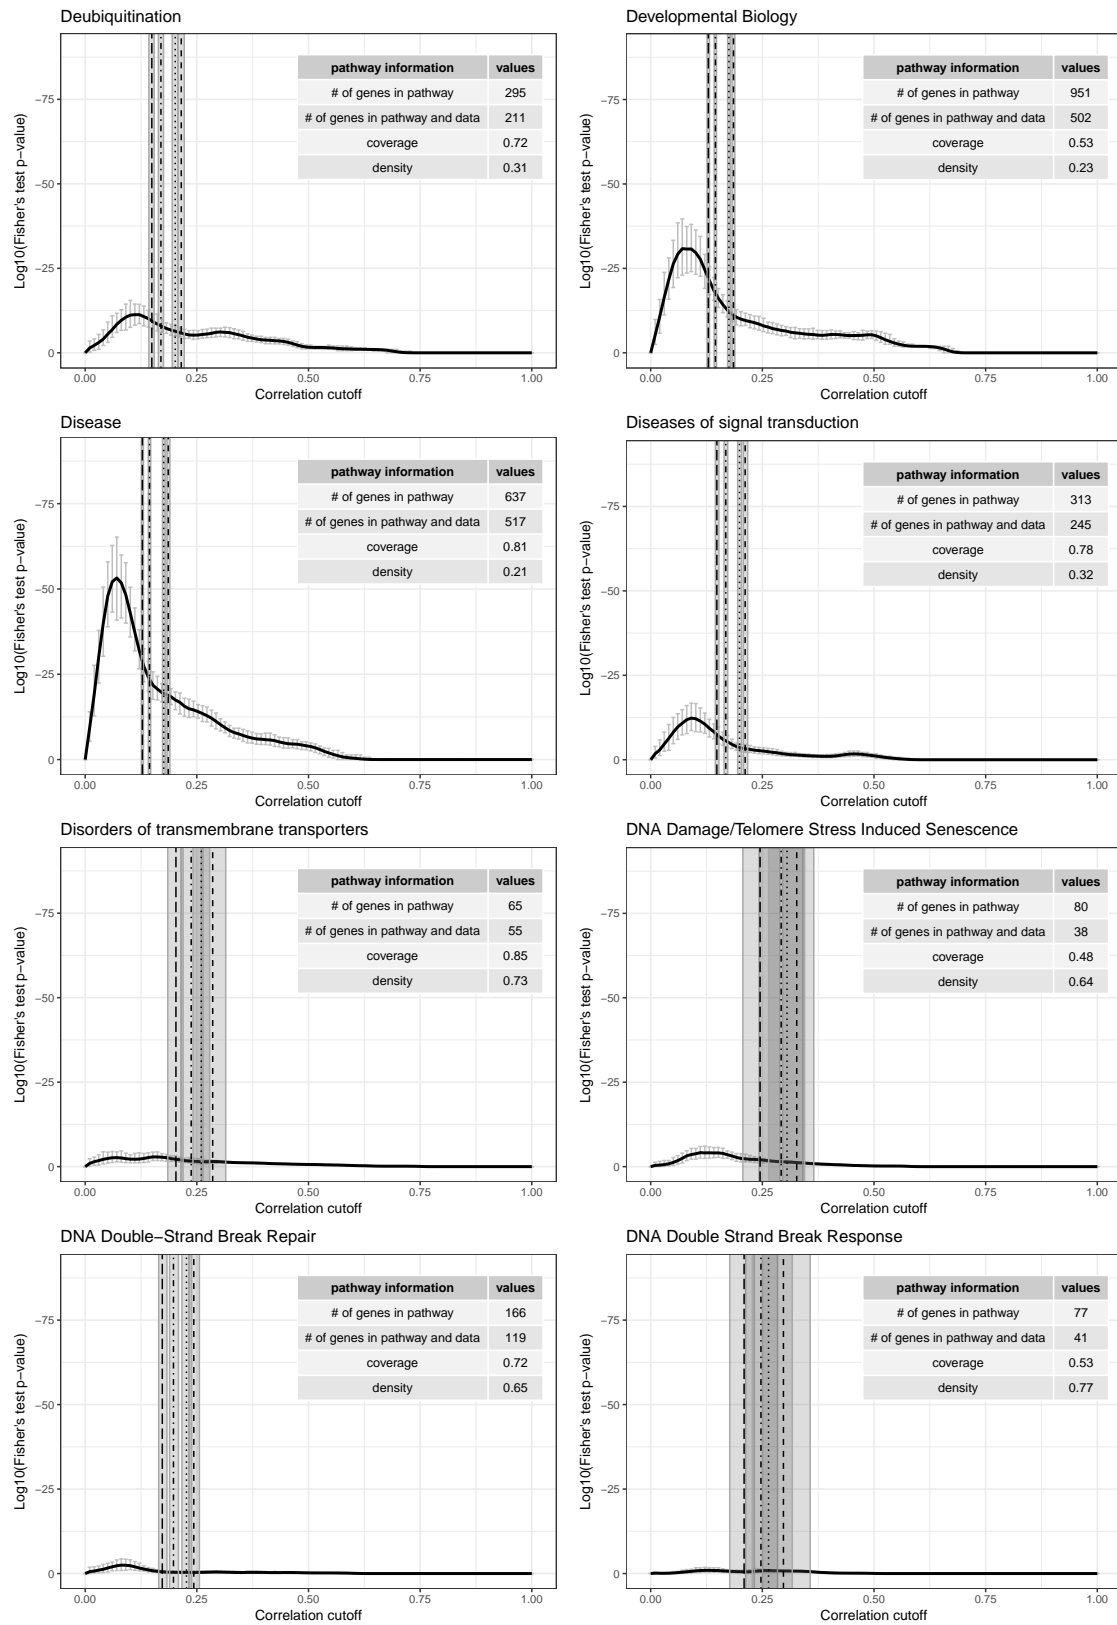 Deubiquitination
Log10(Fisher's test p−value)
−75
−50
−25
0
pathway information values
# of genes in pathway 295
# of genes in pathway and data 211
coverage 0.72
density 0.31
0.00 0.25 0.50 0.75 1.00
Correlation cutoff
Developmental Biology
Log10(Fisher's test p−value)
−75
−50
−25
0
pathway information values
# of genes in pathway 951
# of genes in pathway and data 502
coverage 0.53
density 0.23
0.00 0.25 0.50 0.75 1.00
Correlation cutoff
Disease
Log10(Fisher's test p−value)
−75
−50
−25
0
pathway information values
# of genes in pathway 637
# of genes in pathway and data 517
coverage 0.81
density 0.21
0.00 0.25 0.50 0.75 1.00
Correlation cutoff
Diseases of signal transduction
Log10(Fisher's test p−value)
−75
−50
−25
0
pathway information values
# of genes in pathway 313
# of genes in pathway and data 245
coverage 0.78
density 0.32
0.00 0.25 0.50 0.75 1.00
Correlation cutoff
Disorders of transmembrane transporters
Log10(Fisher's test p−value)
−75
−50
−25
0
pathway information values
# of genes in pathway 65
# of genes in pathway and data 55
coverage 0.85
density 0.73
0.00 0.25 0.50 0.75 1.00
Correlation cutoff
DNA Damage/Telomere Stress Induced Senescence
Log10(Fisher's test p−value)
−75
−50
−25
0
pathway information values
# of genes in pathway 80
# of genes in pathway and data 38
coverage 0.48
density 0.64
0.00 0.25 0.50 0.75 1.00
Correlation cutoff
DNA Double−Strand Break Repair
Log10(Fisher's test p−value)
−75
−50
−25
0
pathway information values
# of genes in pathway 166
# of genes in pathway and data 119
coverage 0.72
density 0.65
0.00 0.25 0.50 0.75 1.00
Correlation cutoff
DNA Double Strand Break Response
Log10(Fisher's test p−value)
−75
−50
−25
0
pathway information values
# of genes in pathway 77
# of genes in pathway and data 41
coverage 0.53
density 0.77
0.00 0.25 0.50 0.75 1.00
Correlation cutoff